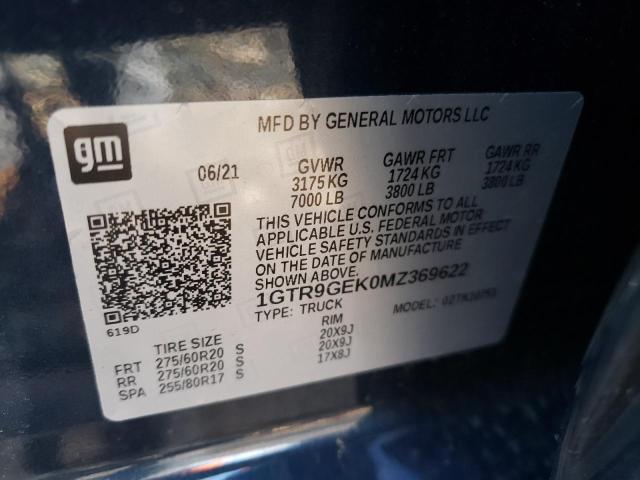 gm
MFD BY GENERAL MOTORS LLC
06/21
GVWR
3175 KG
7000 LB
GAWR FRT
1724 KG
3800 LB
GAWR RR
1724 KG
3800 LB
THIS VEHICLE CONFORMS TO ALL
APPLICABLE U.S. FEDERAL MOTOR
VEHICLE SAFETY STANDARDS IN EFFECT
ON THE DATE OF MANUFACTURE
SHOWN ABOVE.
1GTR9GEK0MZ369622
TYPE: TRUCK
MODEL:
619D
TIRE SIZE RIM
FRT 275/60R20 S 20X9J
RR 275/60R20 S 20X9J
SPA 255/80R17 S 17X8J